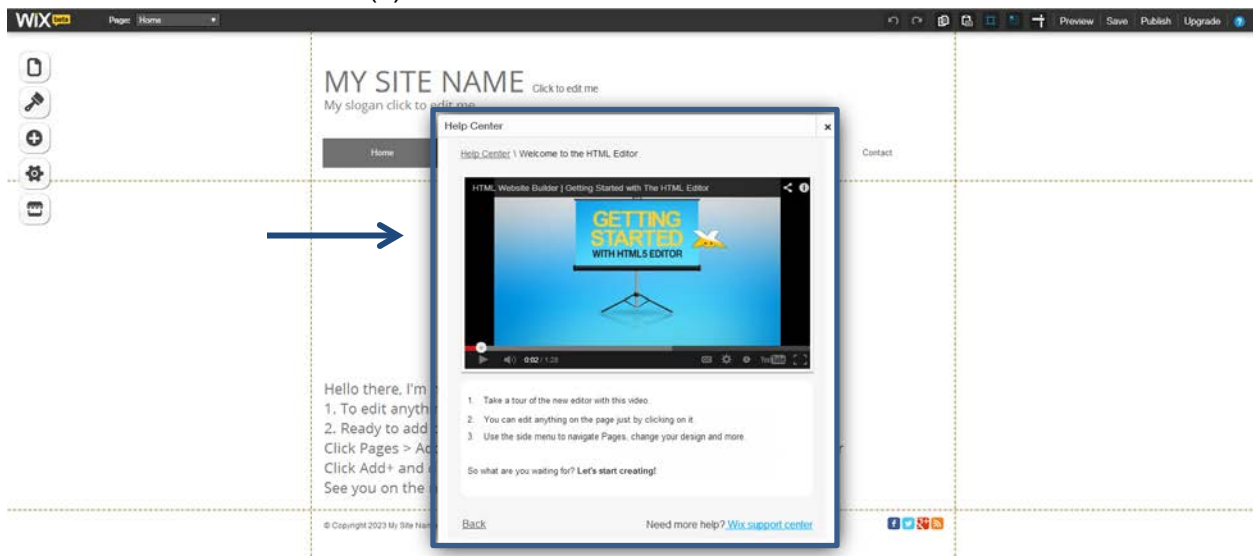 WiX beta Page: Home Preview Save Publish Upgrade ?
MY SITE NAME Click to edit me
My slogan click to edit me
Help Center x
Home Contact
Help Center \ Welcome to the HTML Editor
HTML Website Builder | Getting Started with The HTML Editor
GETTING
STARTED
WITH HTML5 EDITOR
0:02 / 1:28 YouTube
Hello there, I'm
1. To edit anyth
2. Ready to add
Click Pages > Ad
Click Add+ and
See you on the
1. Take a tour of the new editor with this video.
2. You can edit anything on the page just by clicking on it.
3. Use the side menu to navigate Pages, change your design and more.
So what are you waiting for? Let's start creating!
© Copyright 2023 My Site Nam
Back Need more help? Wix support center